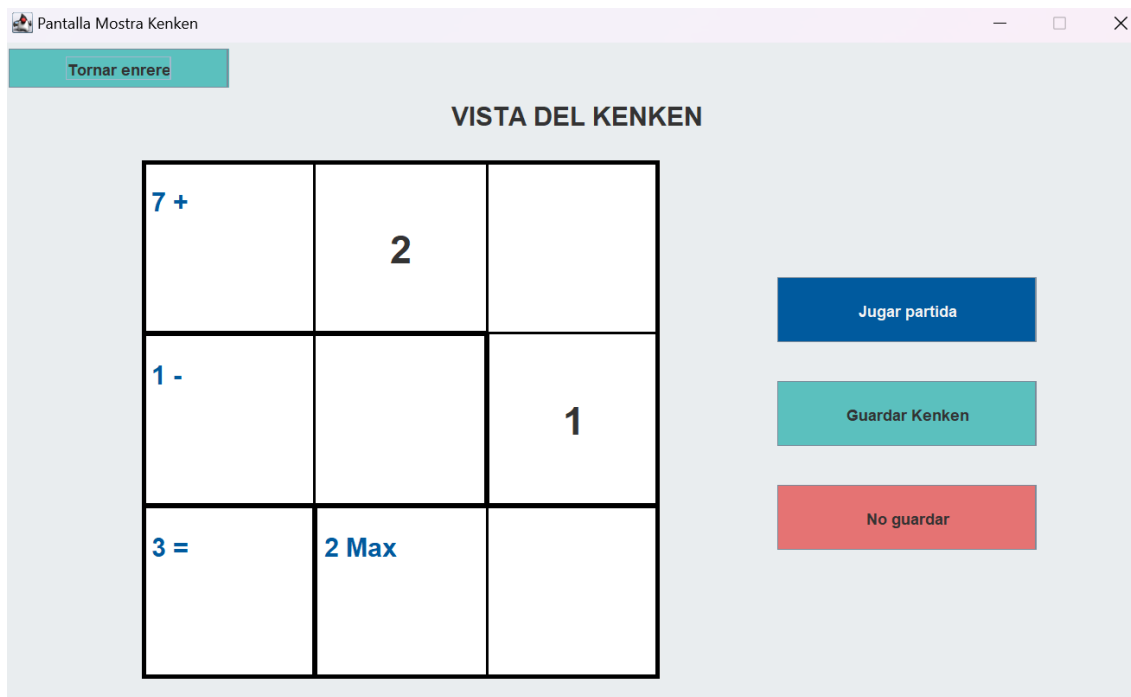 Pantalla Mostra Kenken
Tornar enrere
VISTA DEL KENKEN
7 +
2
1 -
1
3 =
2 Max
Jugar partida
Guardar Kenken
No guardar